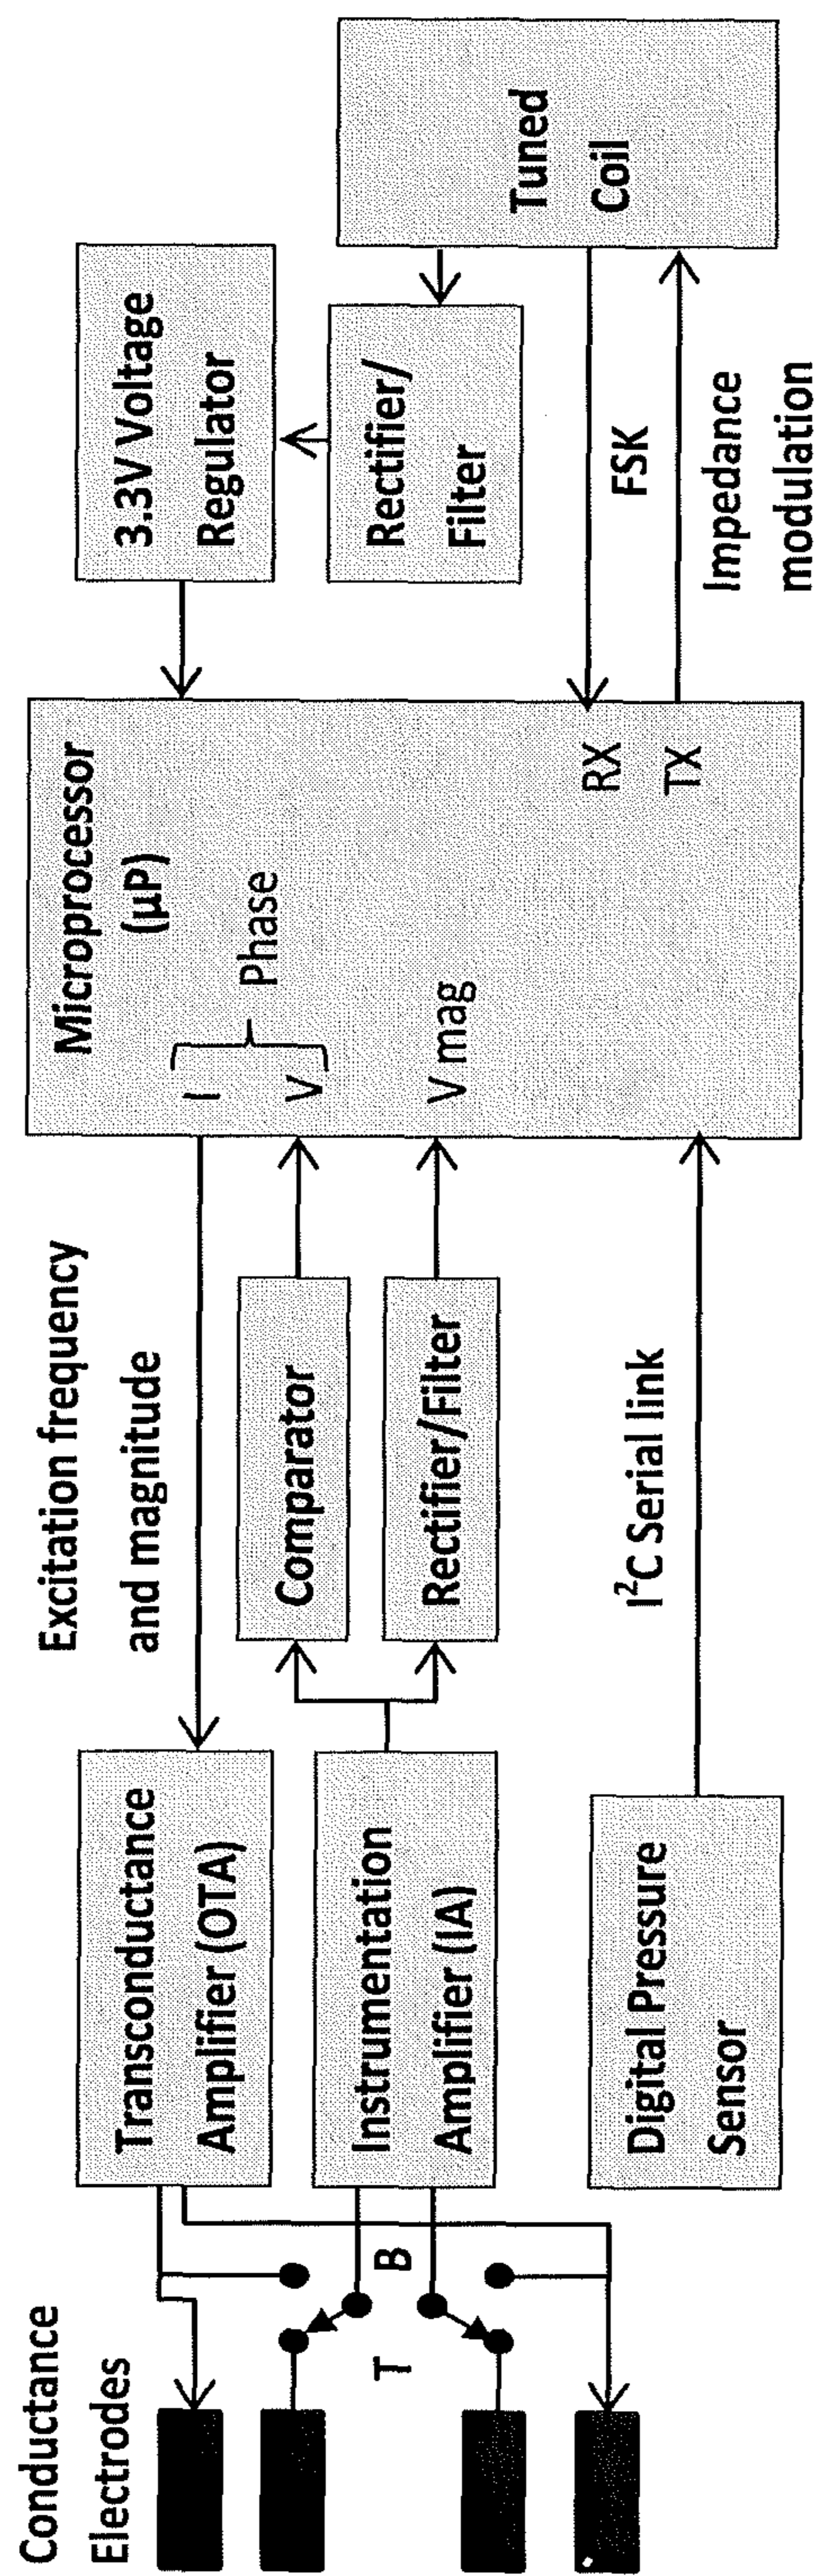 Conductance
Electrodes
T
B
Transconductance
Amplifier (OTA)
Instrumentation
Amplifier (IA)
Digital Pressure
Sensor
Excitation frequency
and magnitude
Comparator
Rectifier/Filter
I²C Serial link
Microprocessor
(µP)
I
V
Phase
V mag
RX
TX
3.3V Voltage
Regulator
Rectifier/
Filter
FSK
Impedance
modulation
Tuned
Coil